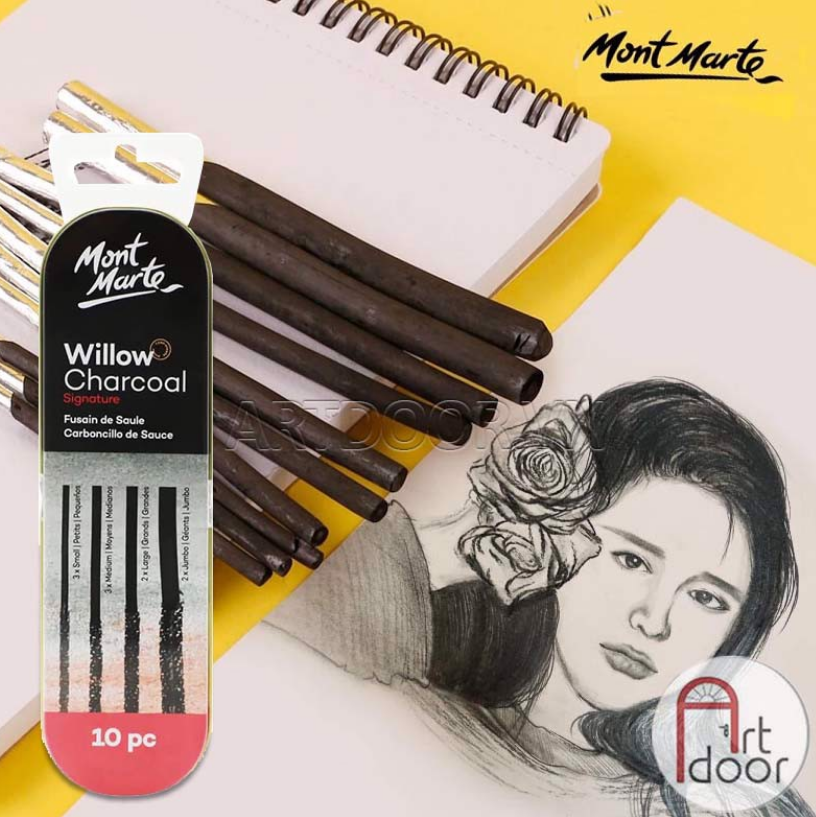 Mont Marte
Mont
Marte
Willow
Charcoal
Signature
Fusain de Saule
Carboncillo de Sauce
3 x Small | Petits | Pequeños
3 x Medium | Moyens | Medianos
2 x Large | Grands | Grandes
2 x Jumbo | Géants | Jumbo
10 pc
ARTDOOR.VN
Art
door